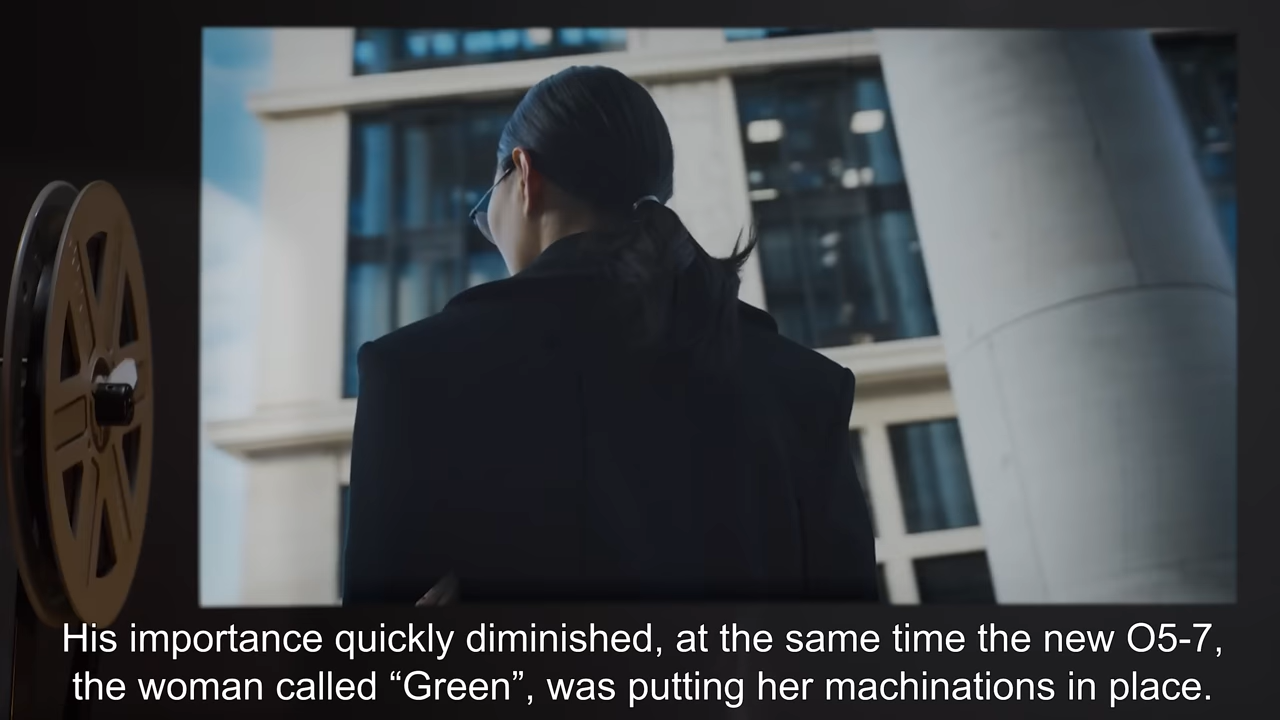 His importance quickly diminished, at the same time the new O5-7,
the woman called “Green”, was putting her machinations in place.